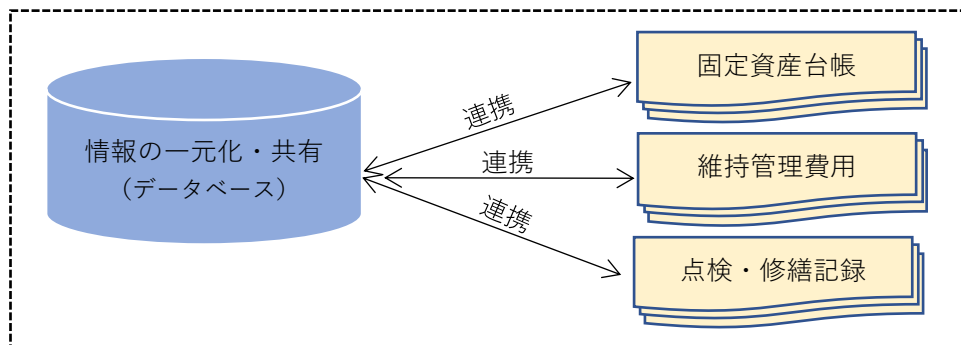 固定資産台帳
連携
情報の一元化・共有
（データベース）
連携
維持管理費用
連携
点検・修繕記録